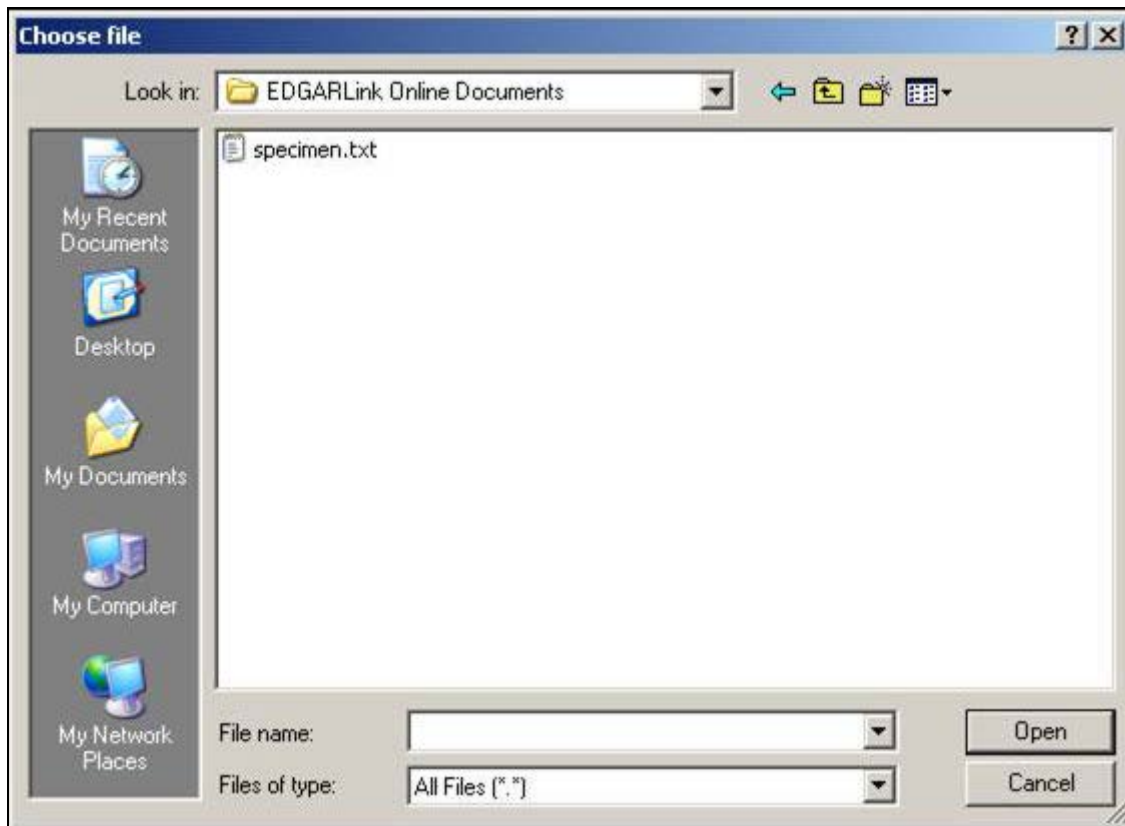 Choose file
Look in: EDGARLink Online Documents
specimen.txt
My Recent
Documents
Desktop
My Documents
My Computer
My Network
Places
File name:
Open
Files of type: All Files (*.*)
Cancel